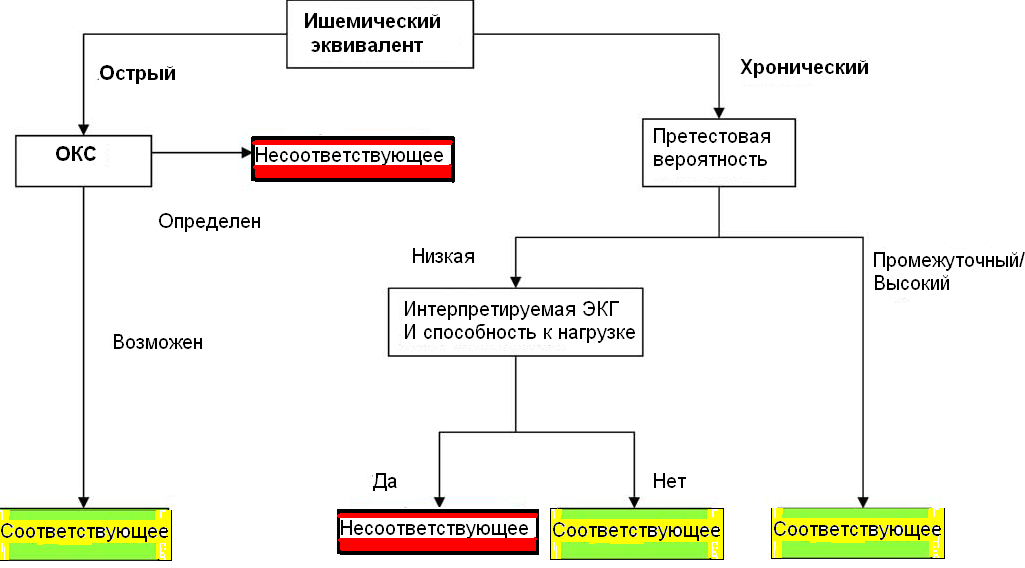 Ишемический
эквивалент
Острый
Хронический
ОКС
Несоответствующее
Претестовая
вероятность
Определен
Низкая
Промежуточный/
Высокий
Интерпретируемая ЭКГ
И способность к нагрузке
Возможен
Да
Нет
Соответствующее
Несоответствующее
Соответствующее
Соответствующее